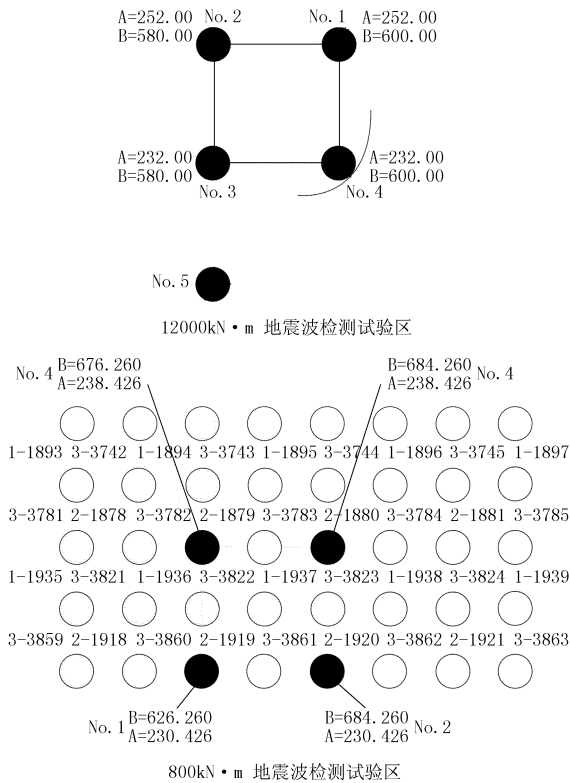 A=252.00 No.2 No.1 A=252.00
B=580.00 B=600.00
A=232.00 A=232.00
B=580.00 B=600.00
No.3 No.4
No.5
12000kN·m 地震波检测试验区
B=676.260 B=684.260
No.4 No.4
A=238.426 A=238.426
1-1893 3-3742 1-1894 3-3743 1-1895 3-3744 1-1896 3-3745 1-1897
3-3781 2-1878 3-3782 2-1879 3-3783 2-1880 3-3784 2-1881 3-3785
1-1935 3-3821 1-1936 3-3822 1-1937 3-3823 1-1938 3-3824 1-1939
3-3859 2-1918 3-3860 2-1919 3-3861 2-1920 3-3862 2-1921 3-3863
B=626.260 B=684.260
No.1 No.2
A=230.426 A=230.426
800kN·m 地震波检测试验区